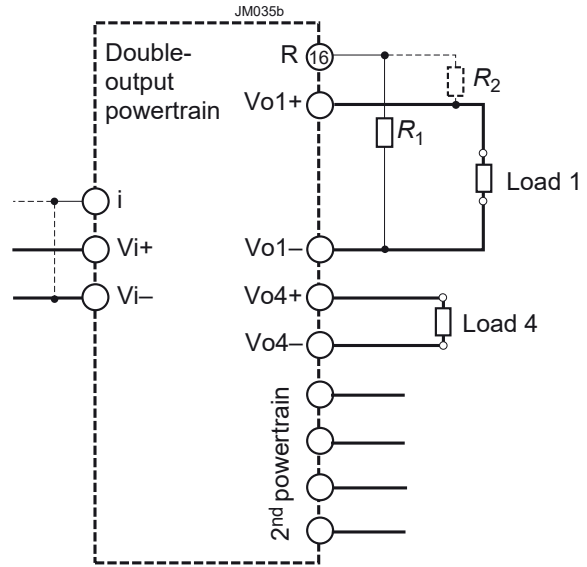 JM035b
Double-
output
powertrain
R 16
R2
Vo1+
R1
Load 1
i
Vi+
Vo1–
Vi–
Vo4+
Load 4
Vo4–
2nd powertrain